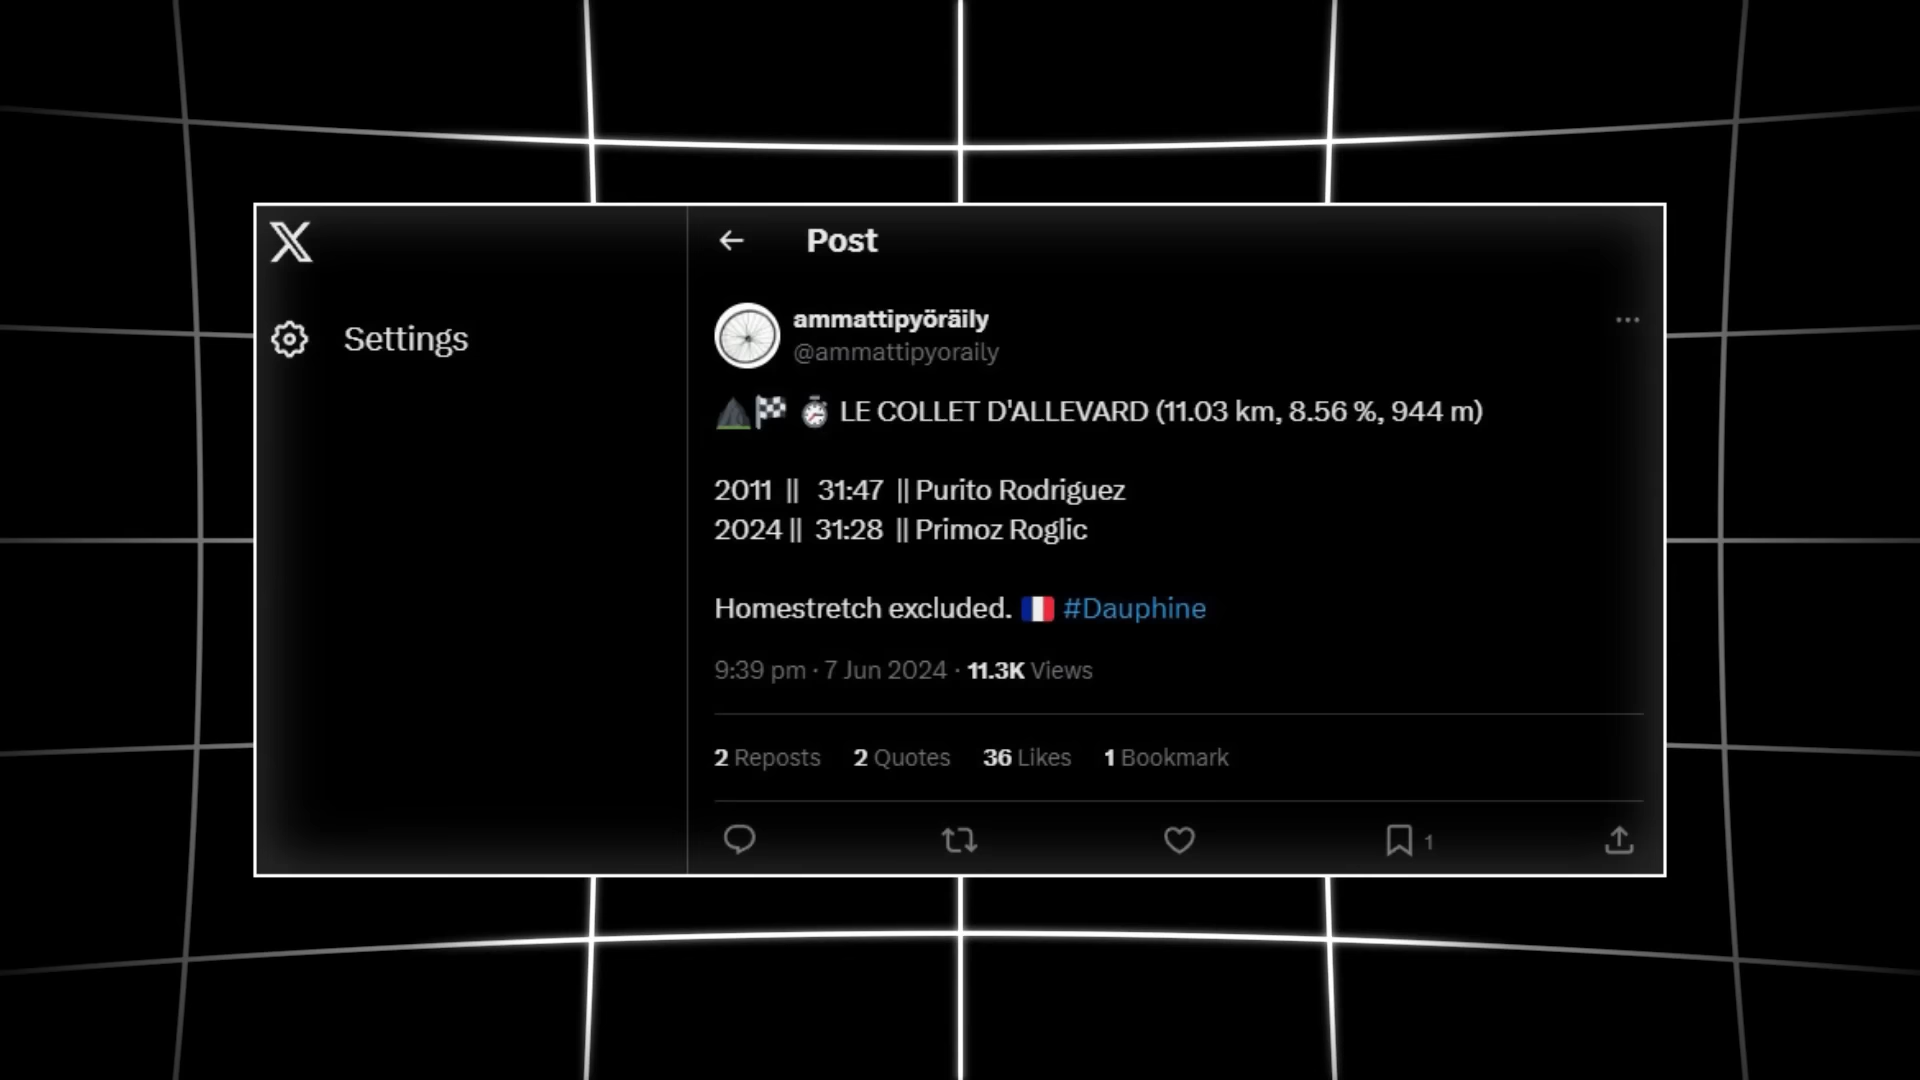 Post
Settings
ammattipyöräily
@ammattipyoraily
LE COLLET D'ALLEVARD (11.03 km, 8.56 %, 944 m)
2011 || 31:47 || Purito Rodriguez
2024 || 31:28 || Primoz Roglic
Homestretch excluded. #Dauphine
9:39 pm · 7 Jun 2024 · 11.3K Views
2 Reposts 2 Quotes 36 Likes 1 Bookmark
1